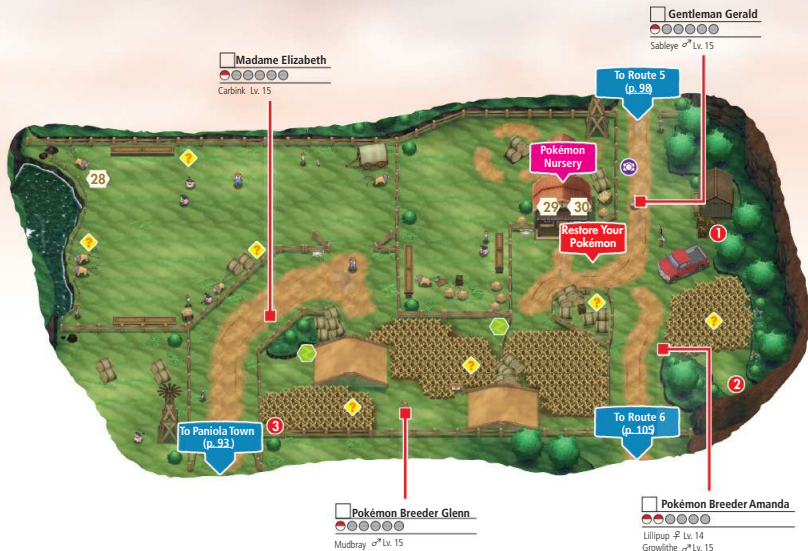 Gentleman Gerald
Sableye ♂ Lv. 15
Madame Elizabeth
Carbink Lv. 15
To Route 5
(p. 98)
Pokémon
Nursery
28
?
?
?
29 30
Restore Your
Pokémon
1
?
?
?
2
?
3
To Paniola Town
(p. 93)
To Route 6
(p. 105)
Pokémon Breeder Glenn
Mudbray ♂ Lv. 15
Pokémon Breeder Amanda
Lillipup ♀ Lv. 14
Growlithe ♂ Lv. 15